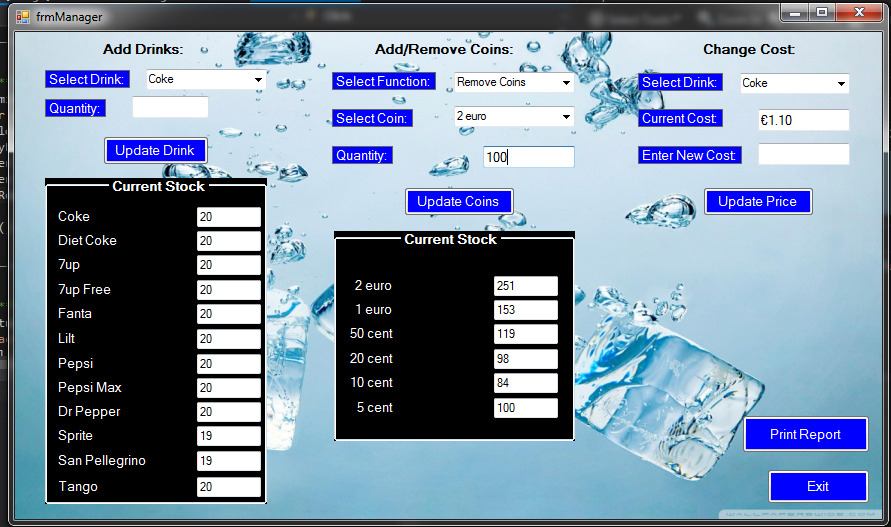 frmManager
Add Drinks:
Select Drink: Coke
Quantity:
Update Drink
Current Stock
Coke 20
Diet Coke 20
7up 20
7up Free 20
Fanta 20
Lilt 20
Pepsi 20
Pepsi Max 20
Dr Pepper 20
Sprite 19
San Pellegrino 19
Tango 20
Add/Remove Coins:
Select Function: Remove Coins
Select Coin: 2 euro
Quantity: 100
Update Coins
Current Stock
2 euro 251
1 euro 153
50 cent 119
20 cent 98
10 cent 84
5 cent 100
Change Cost:
Select Drink: Coke
Current Cost: €1.10
Enter New Cost:
Update Price
Print Report
Exit